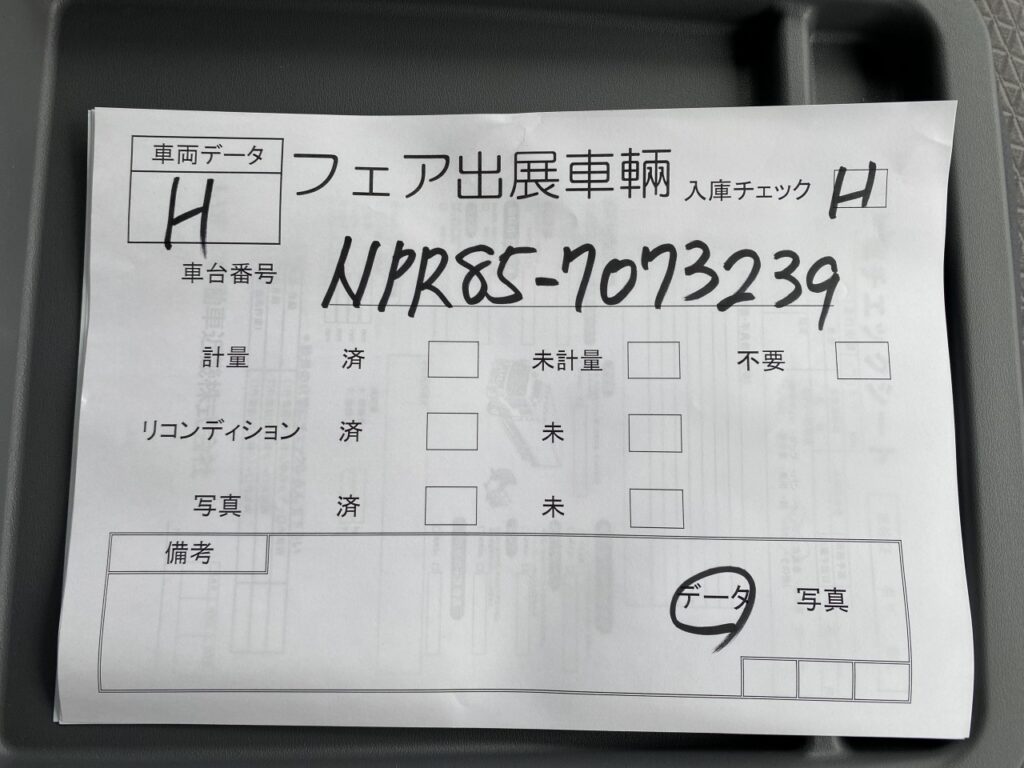 車両データ
H
フェア出展車輌
入庫チェック
H
車台番号 NPR85-7073239
計量 済 未計量 不要
リコンディション 済 未
写真 済 未
備考
データ 写真